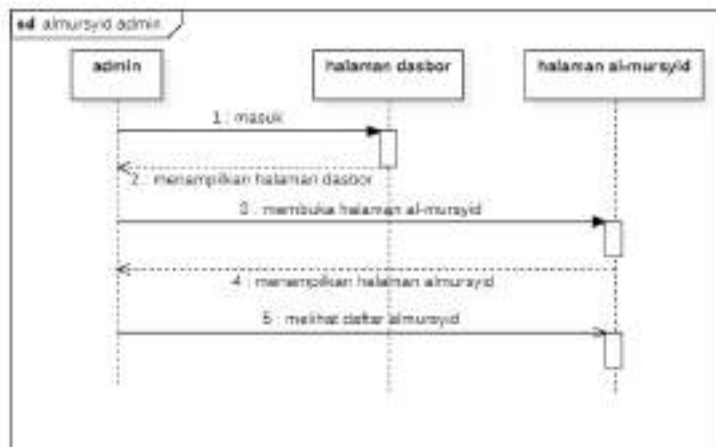 sd almursyid admin
admin
halaman dasbor
halaman al-mursyid
1 : masuk
2 : menampilkan halaman dasbor
3 : membuka halaman al-mursyid
4 : menampilkan halaman almursyid
5 : melihat daftar almursyid